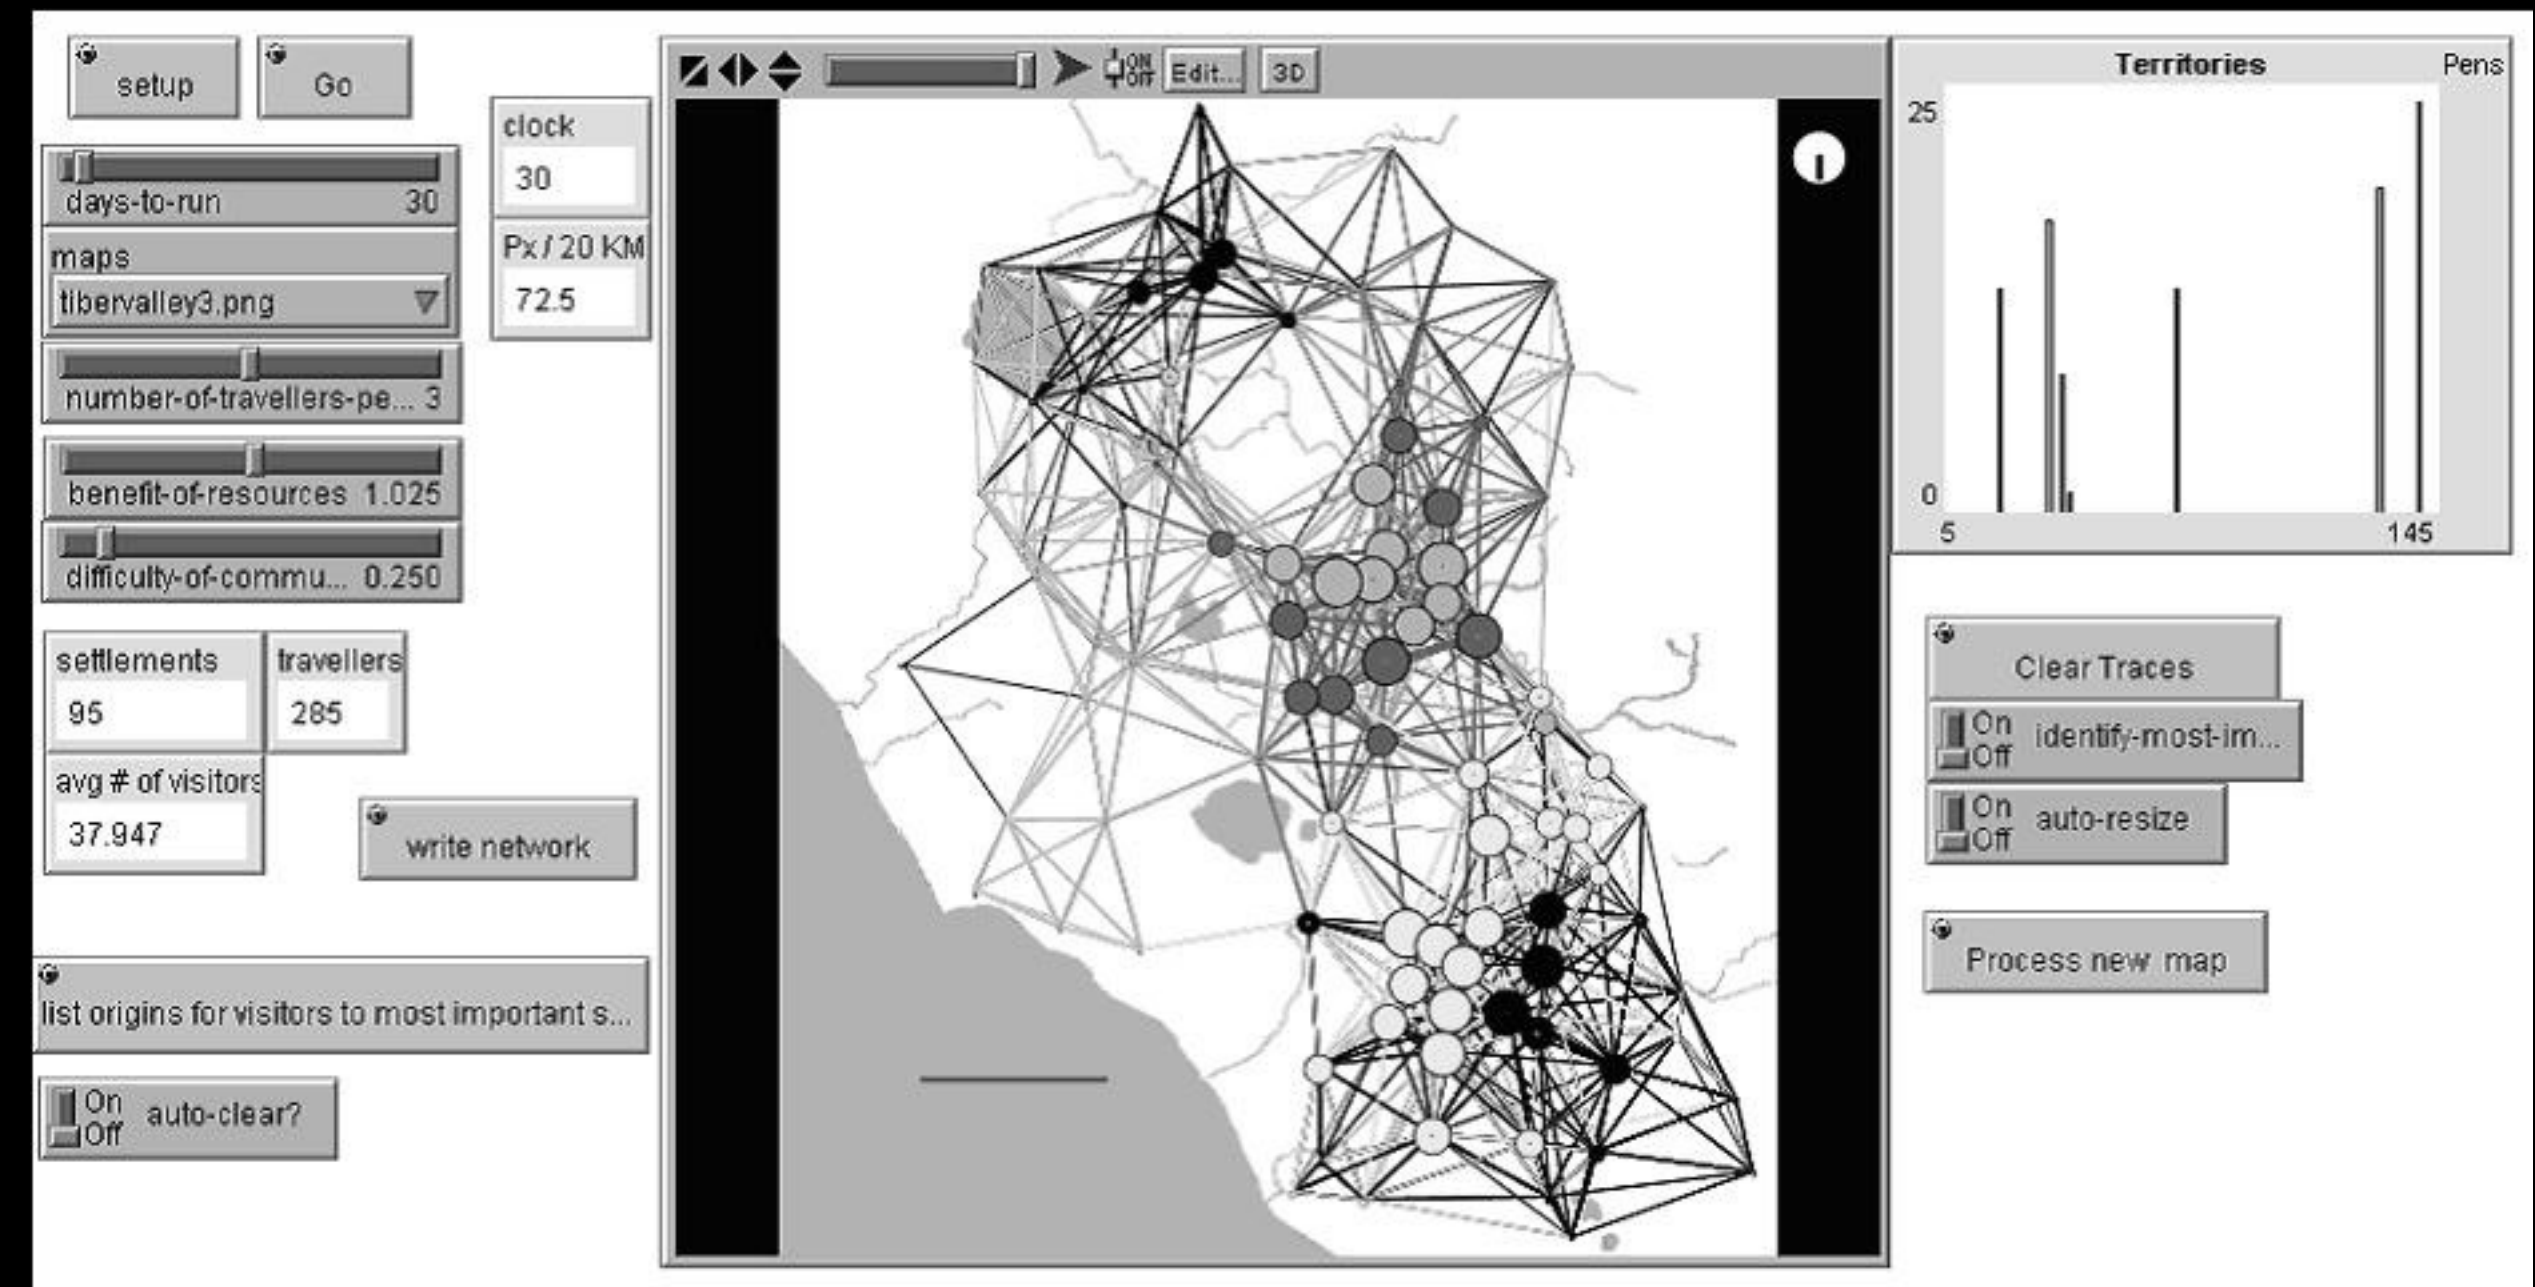 setup
Go
days-to-run 30
maps
tibervalley3.png
number-of-travellers-pe... 3
benefit-of-resources 1.025
difficulty-of-commu... 0.250
clock
30
Px / 20 KM
72.5
settlements
95
travellers
285
avg # of visitors
37.947
write network
list origins for visitors to most important s...
On
Off
auto-clear?
ON
OFF
Edit...
3D
Territories
Pens
25
0
5
145
Clear Traces
On
Off
identify-most-im...
On
Off
auto-resize
Process new map